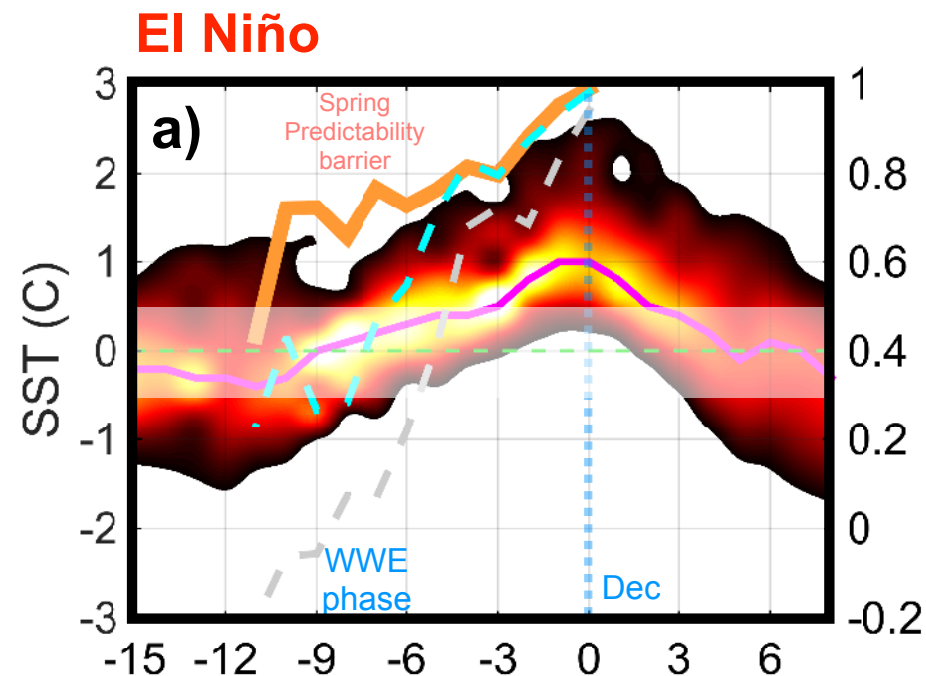 El Niño
a)
Spring
Predictability
barrier
SST (C)
3
2
1
0
-1
-2
-3
1
0.8
0.6
0.4
0.2
0
-0.2
WWE
phase
Dec
-15 -12 -9 -6 -3 0 3 6